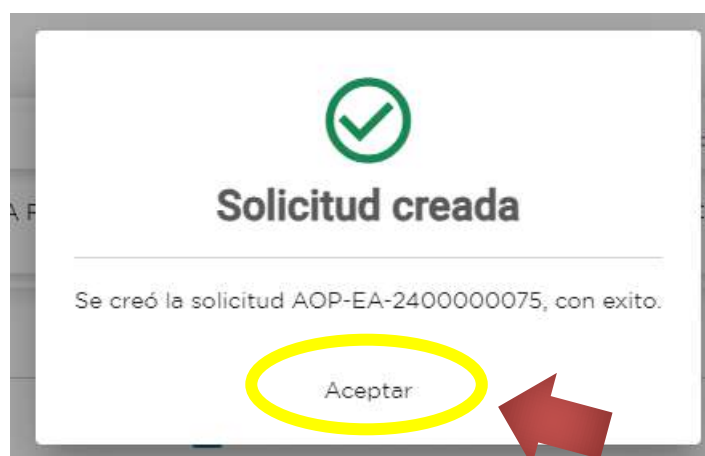 Solicitud creada
A F
Se creó la solicitud AOP-EA-2400000075, con exito.
Aceptar